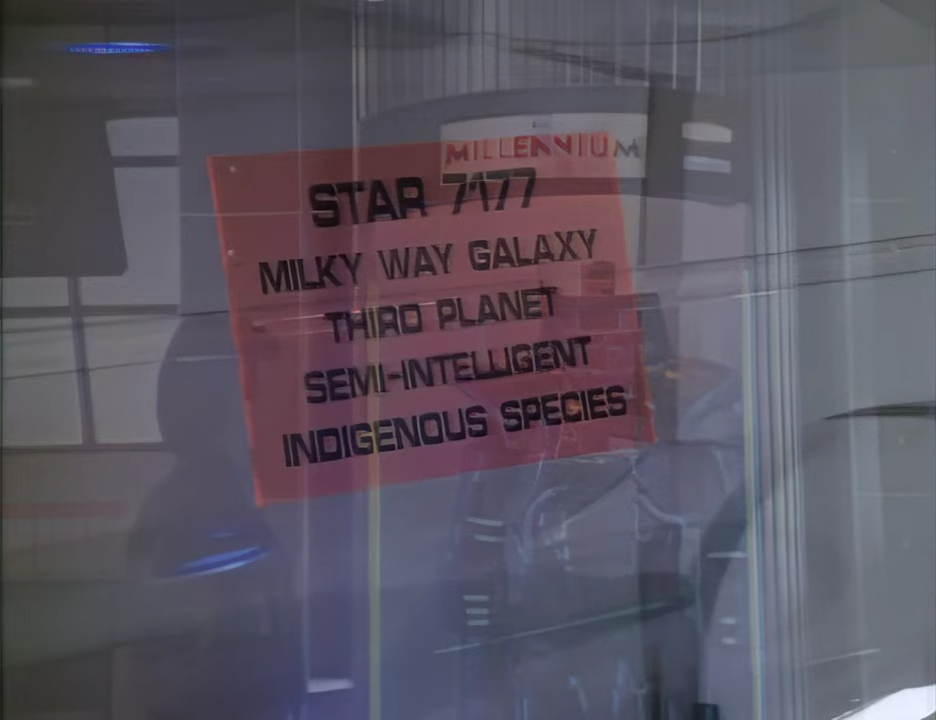 MILLENNIUM
STAR 7177
MILKY WAY GALAXY
THIRD PLANET
SEMI-INTELLIGENT
INDIGENOUS SPECIES